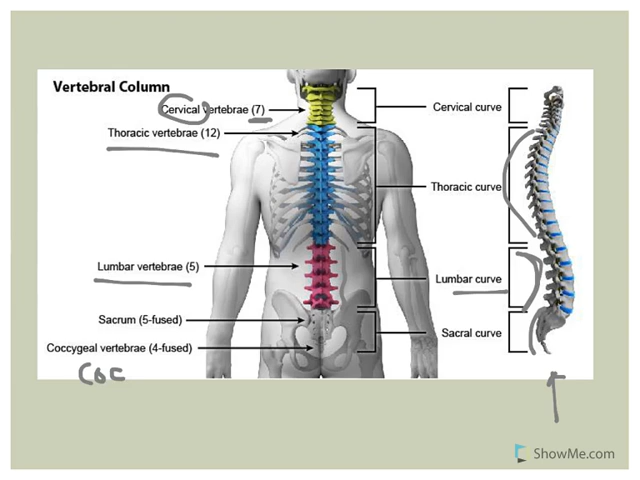 Vertebral Column
Cervical vertebrae (7)
Thoracic vertebrae (12)
Lumbar vertebrae (5)
Sacrum (5-fused)
Coccygeal vertebrae (4-fused)
Coc
Cervical curve
Thoracic curve
Lumbar curve
Sacral curve
ShowMe.com